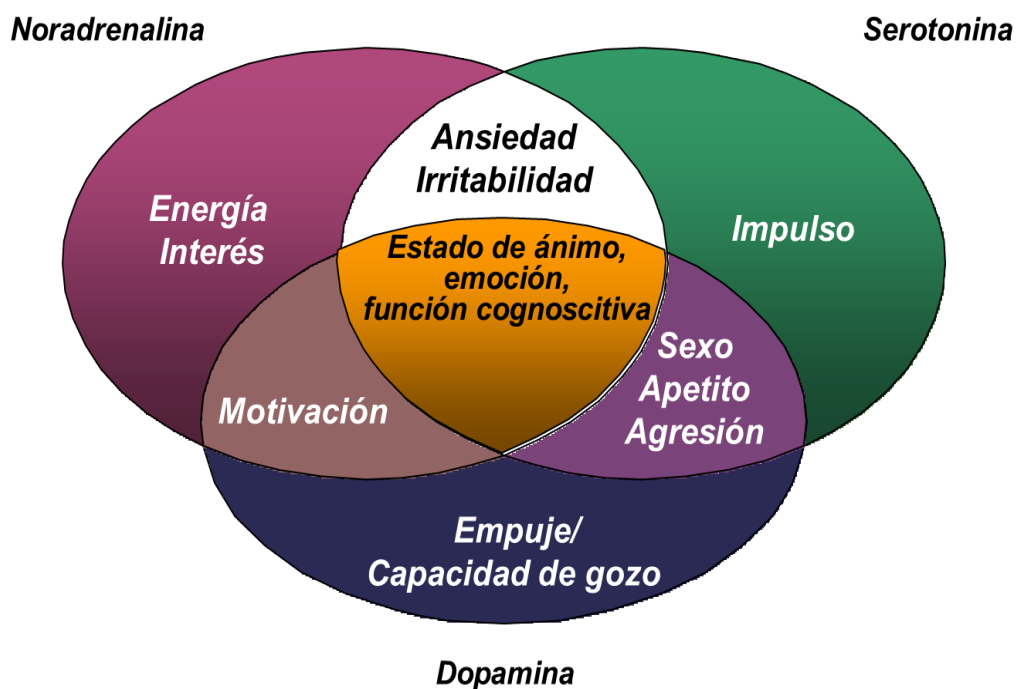 Noradrenalina
Serotonina
Ansiedad
Irritabilidad
Energía
Interés
Impulso
Estado de ánimo,
emoción,
función cognoscitiva
Sexo
Apetito
Agresión
Motivación
Empuje/
Capacidad de gozo
Dopamina